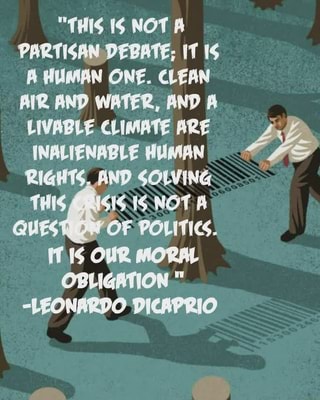 "THIS IS NOT A
PARTISAN DEBATE; IT IS
A HUMAN ONE. CLEAN
AIR AND WATER, AND A
LIVABLE CLIMATE ARE
INALIENABLE HUMAN
RIGHTS. AND SOLVING
THIS CRISIS IS NOT A
QUESTION OF POLITICS.
IT IS OUR MORAL
OBLIGATION "
-LEONARDO DICAPRIO